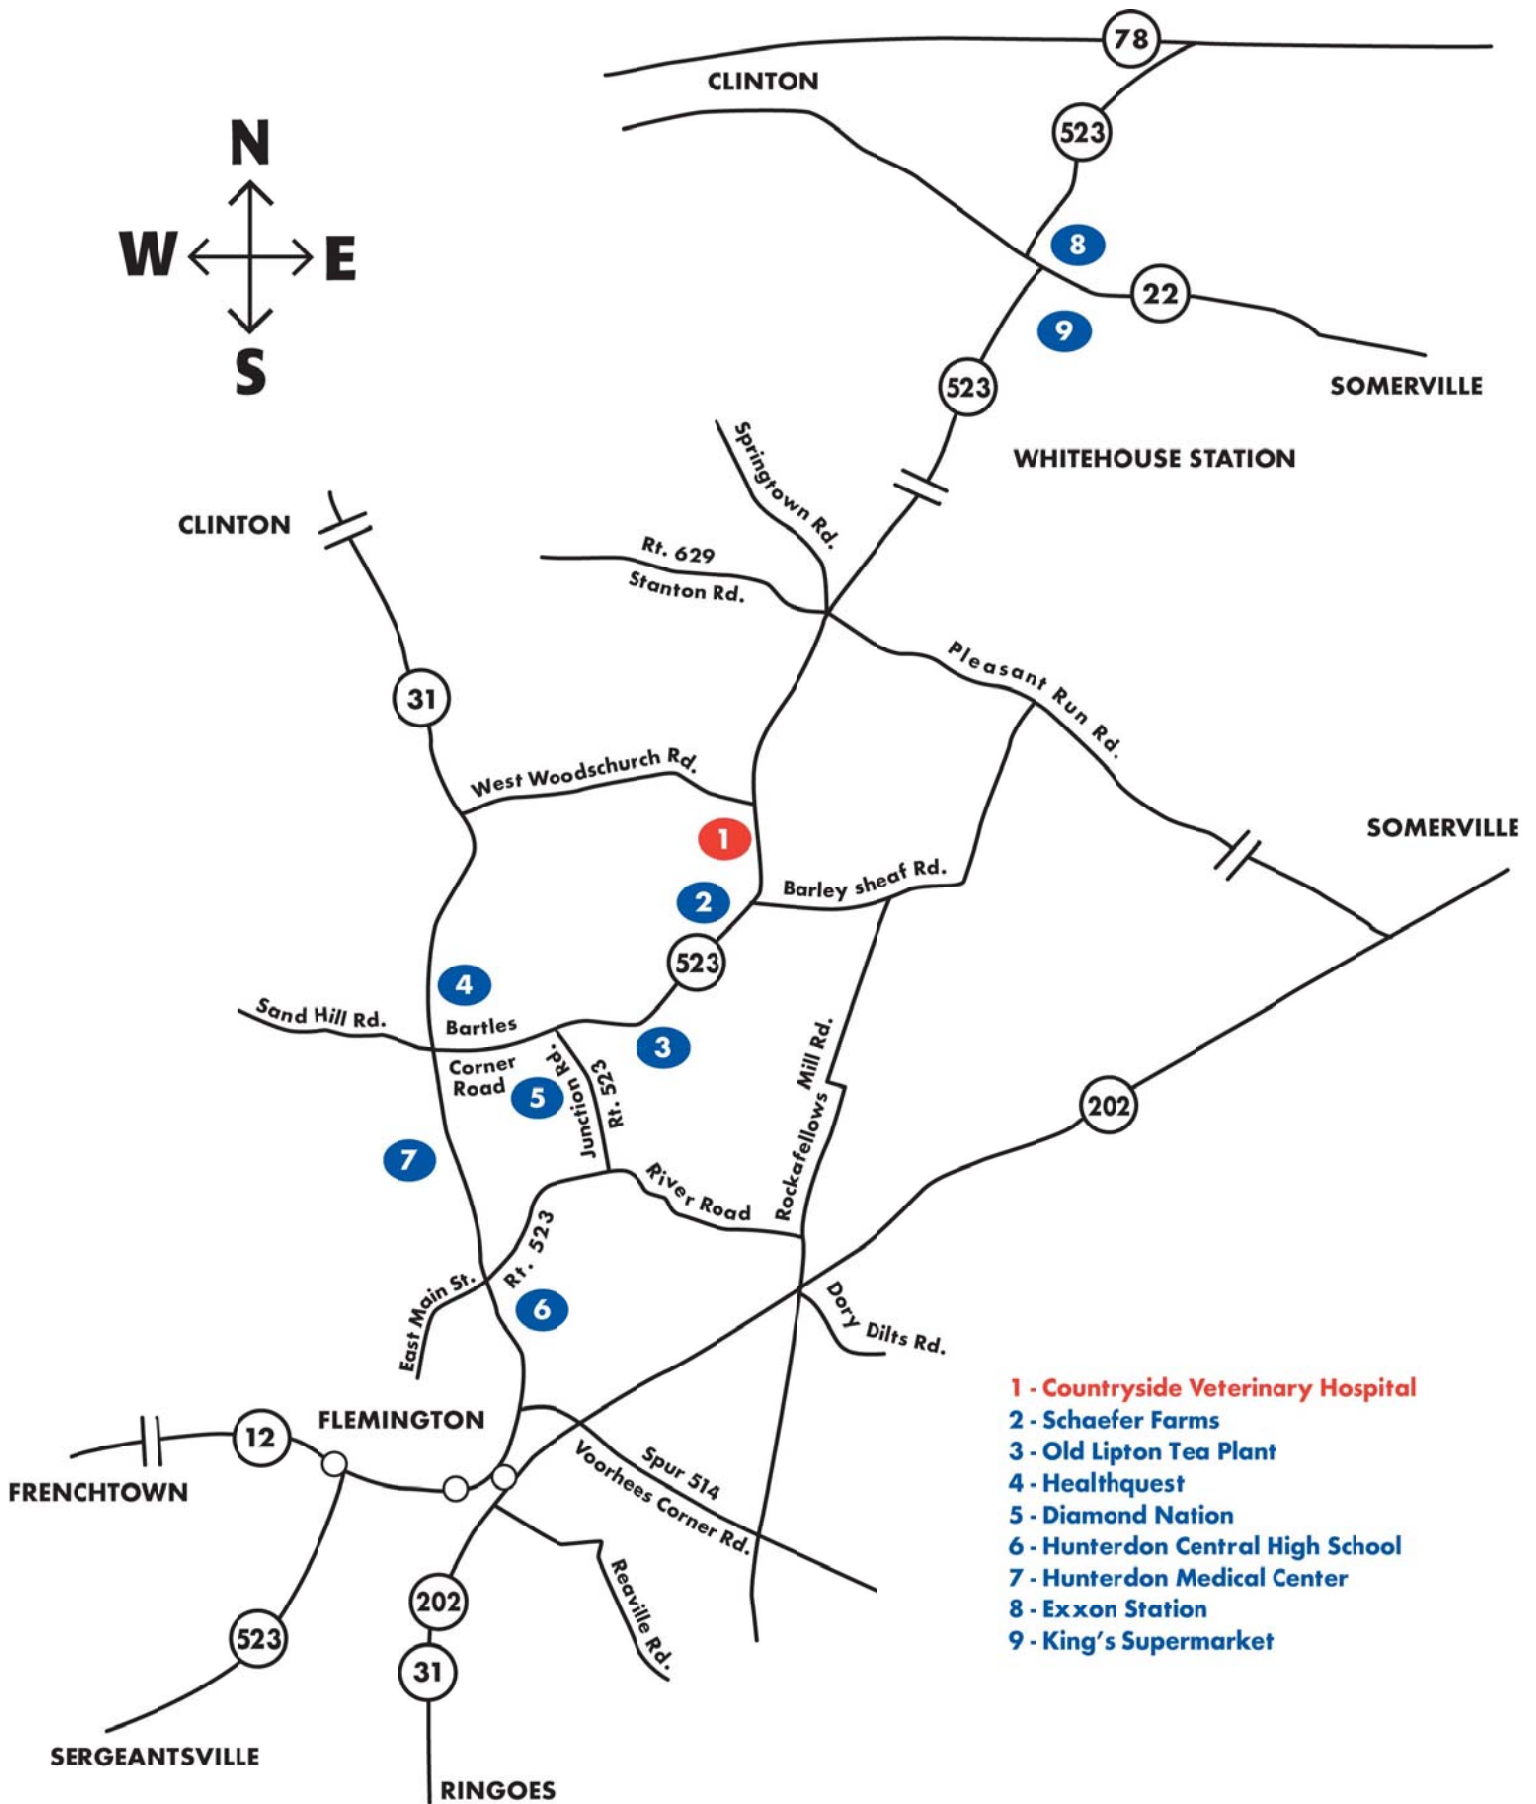 78
CLINTON
523
N
W E
S
8
22
9
SOMERVILLE
523
WHITEHOUSE STATION
Springtown Rd.
CLINTON
Rt. 629
Stanton Rd.
Pleasant Run Rd.
31
West Woodschurch Rd.
1
SOMERVILLE
Barley sheaf Rd.
2
523
4
Sand Hill Rd.
Bartles
Corner
Road
3
5
Junction Rd.
Rt. 523
Rockafellows Mill Rd.
202
7
River Road
Rt. 523
East Main St.
6
Dory Dilts Rd.
FLEMINGTON
12
FRENCHTOWN
Spur 514
Voorhees Corner Rd.
Reaville Rd.
202
523
31
SERGEANTSVILLE
RINGOES
1 - Countryside Veterinary Hospital
2 - Schaefer Farms
3 - Old Lipton Tea Plant
4 - Healthquest
5 - Diamond Nation
6 - Hunterdon Central High School
7 - Hunterdon Medical Center
8 - Exxon Station
9 - King's Supermarket